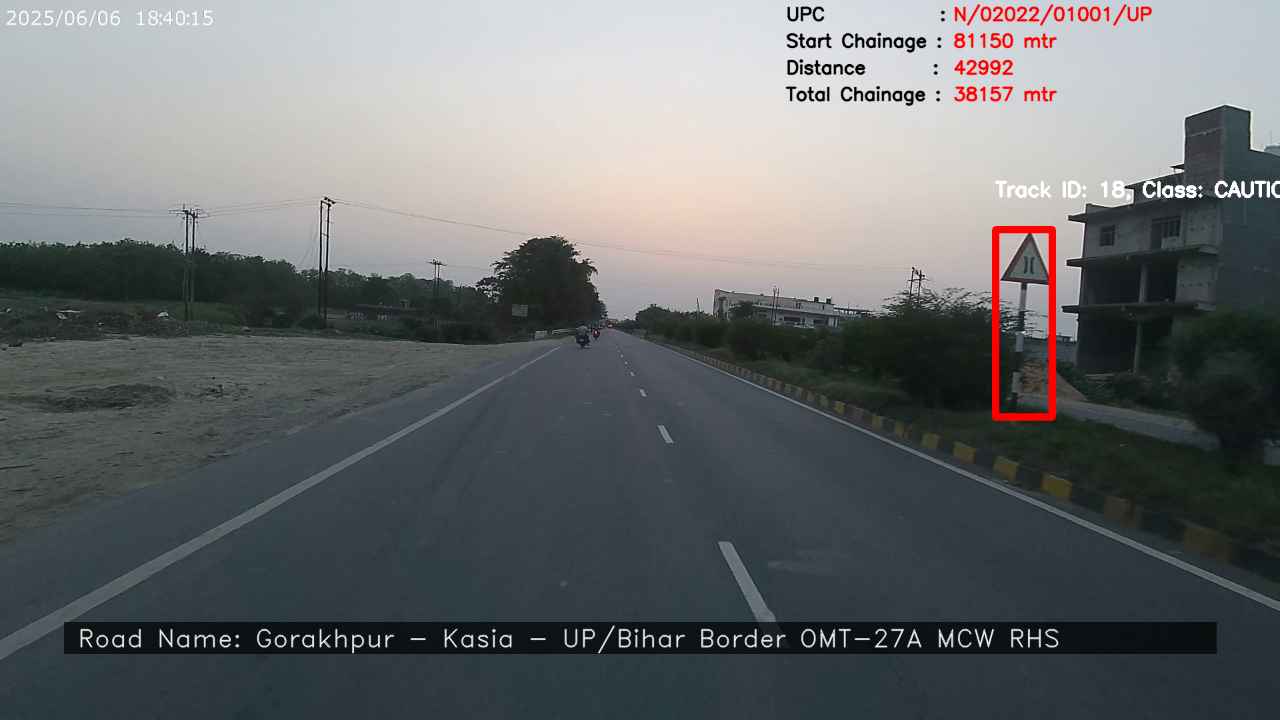 2025/06/06 18:40:15
UPC : N/02022/01001/UP
Start Chainage : 81150 mtr
Distance : 42992
Total Chainage : 38157 mtr
Track ID: 18, Class: CAUTIO
Road Name: Gorakhpur - Kasia - UP/Bihar Border OMT-27A MCW RHS